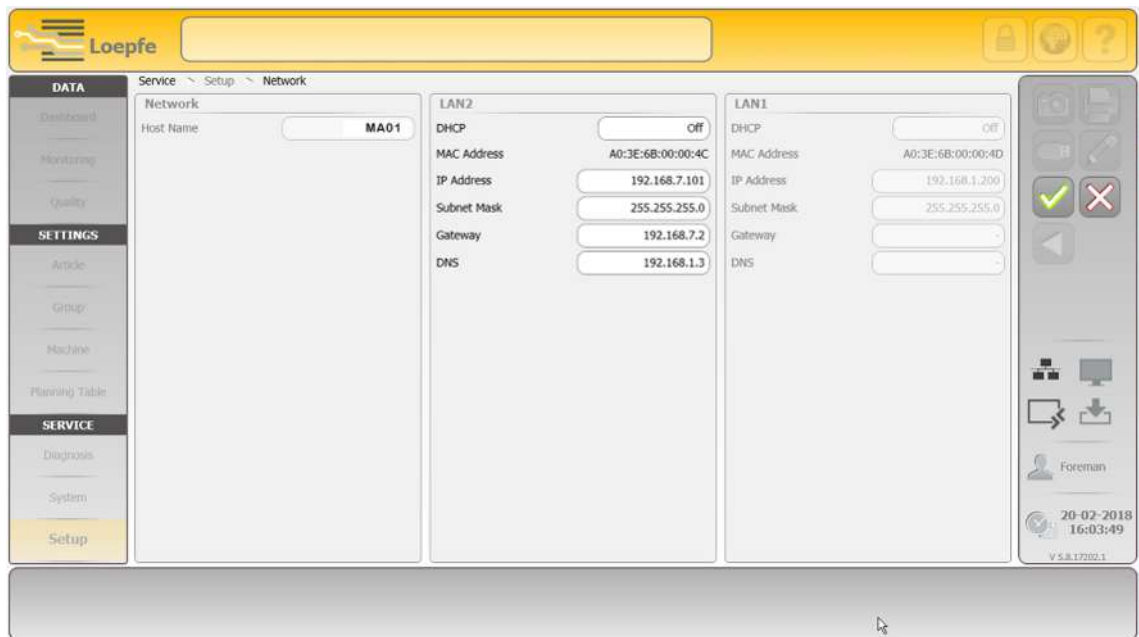 Loepfe
DATA
Dashboard
Monitoring
Quality
SETTINGS
Article
Group
Machine
Planning Table
SERVICE
Diagnosis
System
Setup
Service Setup Network
Network
Host Name MA01
LAN2
DHCP Off
MAC Address A0:3E:6B:00:00:4C
IP Address 192.168.7.101
Subnet Mask 255.255.255.0
Gateway 192.168.7.2
DNS 192.168.1.3
LAN1
DHCP Off
MAC Address A0:3E:6B:00:00:4D
IP Address 192.168.1.200
Subnet Mask 255.255.255.0
Gateway -
DNS -
Foreman
20-02-2018
16:03:49
V 5.8.17202.1